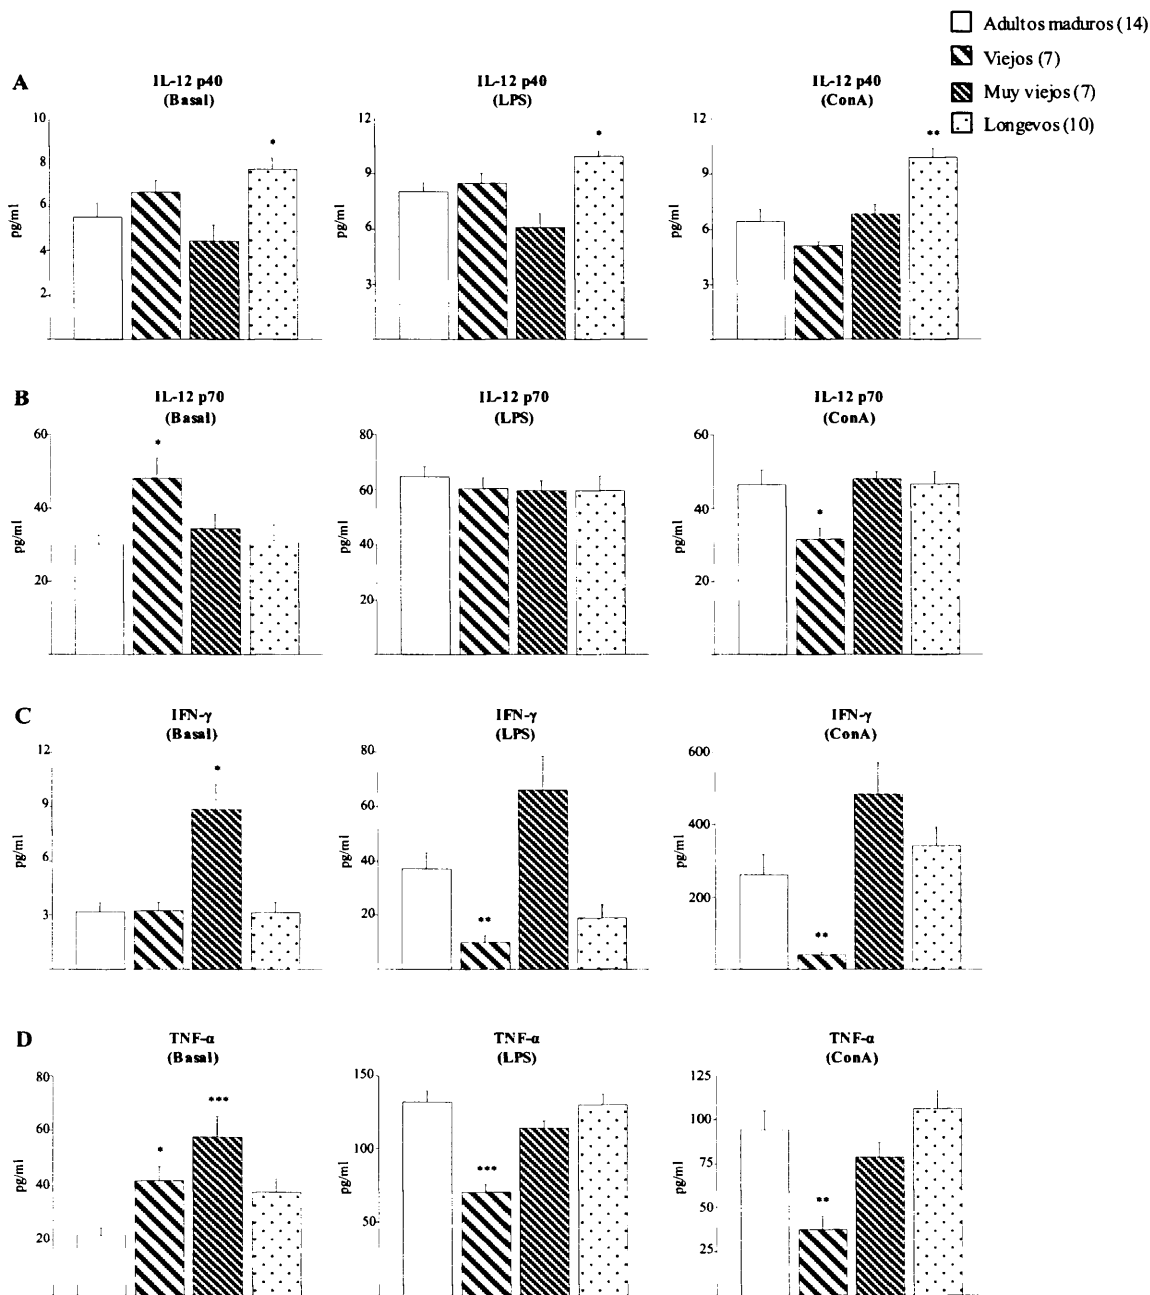 Adultos maduros (14)
Viejos (7)
Muy viejos (7)
Longevos (10)
A
IL-12 p40
(Basal)
IL-12 p40
(LPS)
IL-12 p40
(ConA)
pg/ml
10
8
6
4
2
*
pg/ml
12
9
6
3
*
pg/ml
12
9
6
3
**
B
IL-12 p70
(Basal)
IL-12 p70
(LPS)
IL-12 p70
(ConA)
pg/ml
60
40
20
*
pg/ml
80
60
40
20
pg/ml
60
40
20
*
C
IFN-γ
(Basal)
IFN-γ
(LPS)
IFN-γ
(ConA)
pg/ml
12
9
6
3
*
pg/ml
80
60
40
20
**
pg/ml
600
400
200
**
D
TNF-α
(Basal)
TNF-α
(LPS)
TNF-α
(ConA)
pg/ml
80
60
40
20
*
***
pg/ml
150
100
50
***
pg/ml
125
100
75
50
25
**